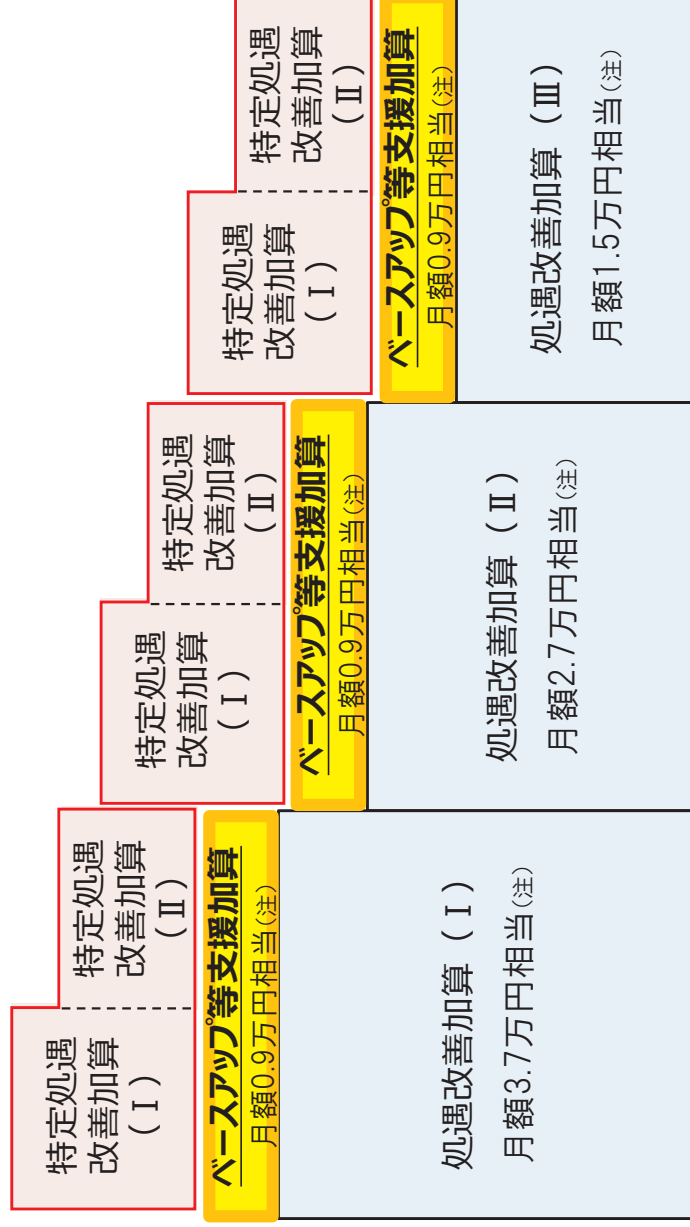 特定処遇
改善加算
（Ⅰ）
特定処遇
改善加算
（Ⅱ）
ベースアップ等支援加算
月額0.9万円相当(注)
処遇改善加算（Ⅰ）
月額3.7万円相当(注)
特定処遇
改善加算
（Ⅰ）
特定処遇
改善加算
（Ⅱ）
ベースアップ等支援加算
月額0.9万円相当(注)
処遇改善加算（Ⅱ）
月額2.7万円相当(注)
特定処遇
改善加算
（Ⅰ）
特定処遇
改善加算
（Ⅱ）
ベースアップ等支援加算
月額0.9万円相当(注)
処遇改善加算（Ⅲ）
月額1.5万円相当(注)